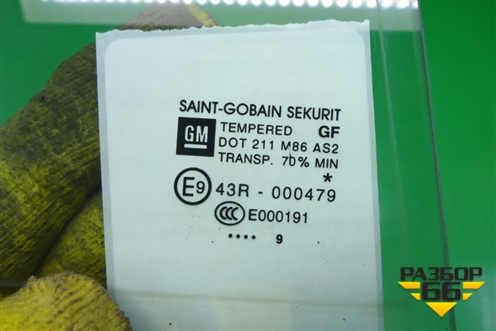 SAINT-GOBAIN SEKURIT
GM TEMPERED GF
DOT 211 M86 AS2
TRANSP. 70% MIN
*
E9 43R - 000479
CCC E000191
•••• 9
РАЗБОР
66